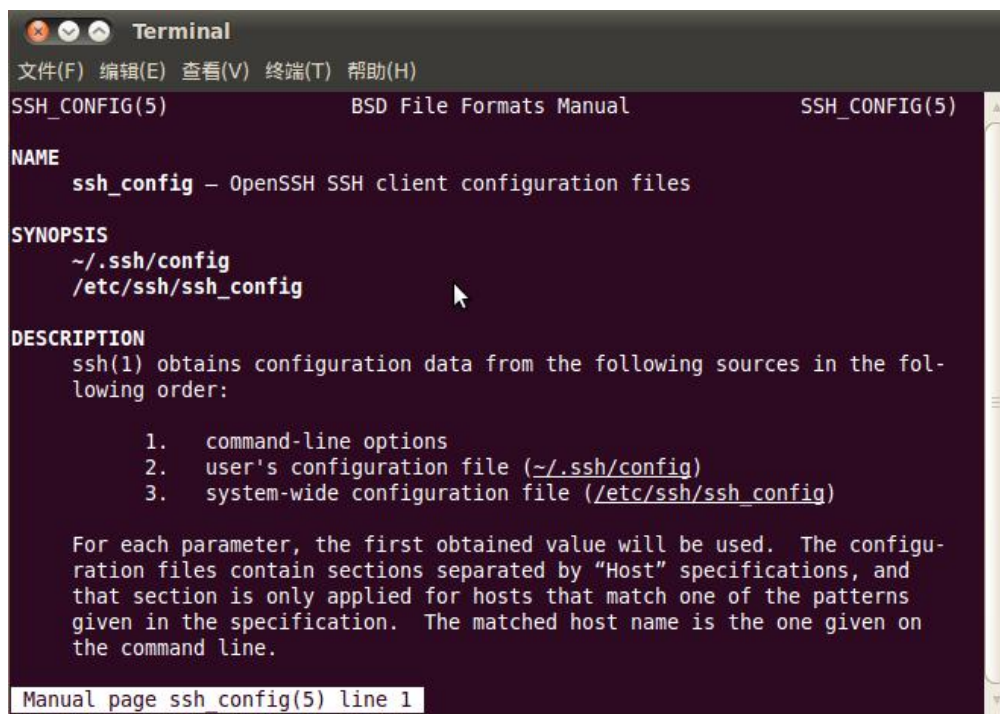 Terminal
文件(F) 编辑(E) 查看(V) 终端(T) 帮助(H)
SSH_CONFIG(5) BSD File Formats Manual SSH_CONFIG(5)
NAME
ssh_config — OpenSSH SSH client configuration files
SYNOPSIS
~/.ssh/config
/etc/ssh/ssh_config
DESCRIPTION
ssh(1) obtains configuration data from the following sources in the fol-
lowing order:
1. command-line options
2. user's configuration file (~/.ssh/config)
3. system-wide configuration file (/etc/ssh/ssh_config)
For each parameter, the first obtained value will be used. The configu-
ration files contain sections separated by “Host” specifications, and
that section is only applied for hosts that match one of the patterns
given in the specification. The matched host name is the one given on
the command line.
Manual page ssh_config(5) line 1